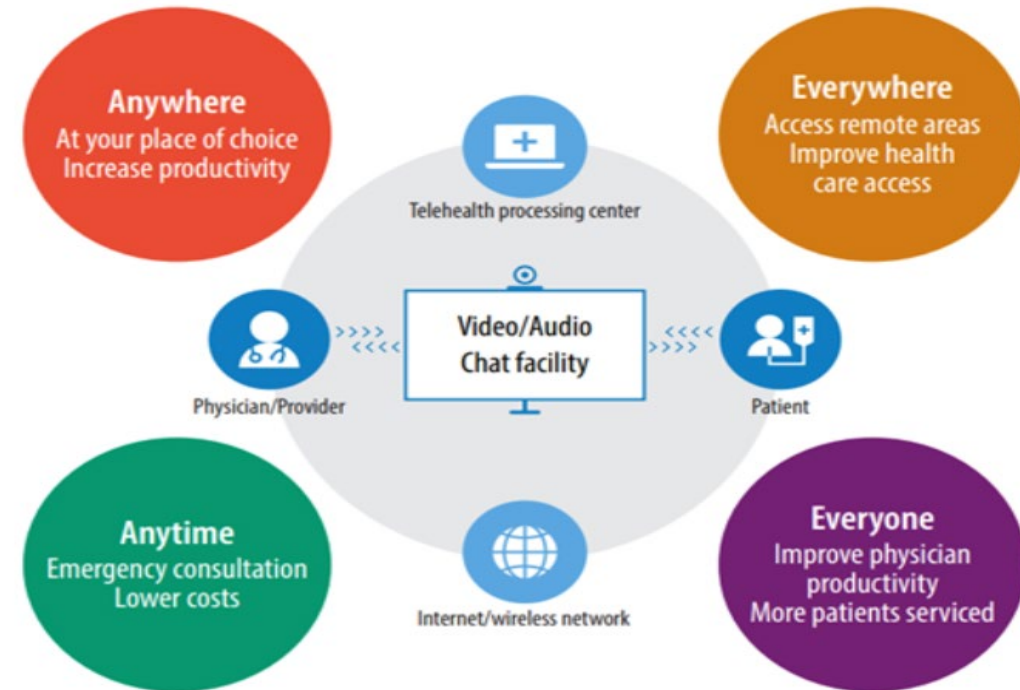 Anywhere
At your place of choice
Increase productivity
Everywhere
Access remote areas
Improve health
care access
Telehealth processing center
Video/Audio
Chat facility
Physician/Provider
Patient
Anytime
Emergency consultation
Lower costs
Internet/wireless network
Everyone
Improve physician
productivity
More patients serviced